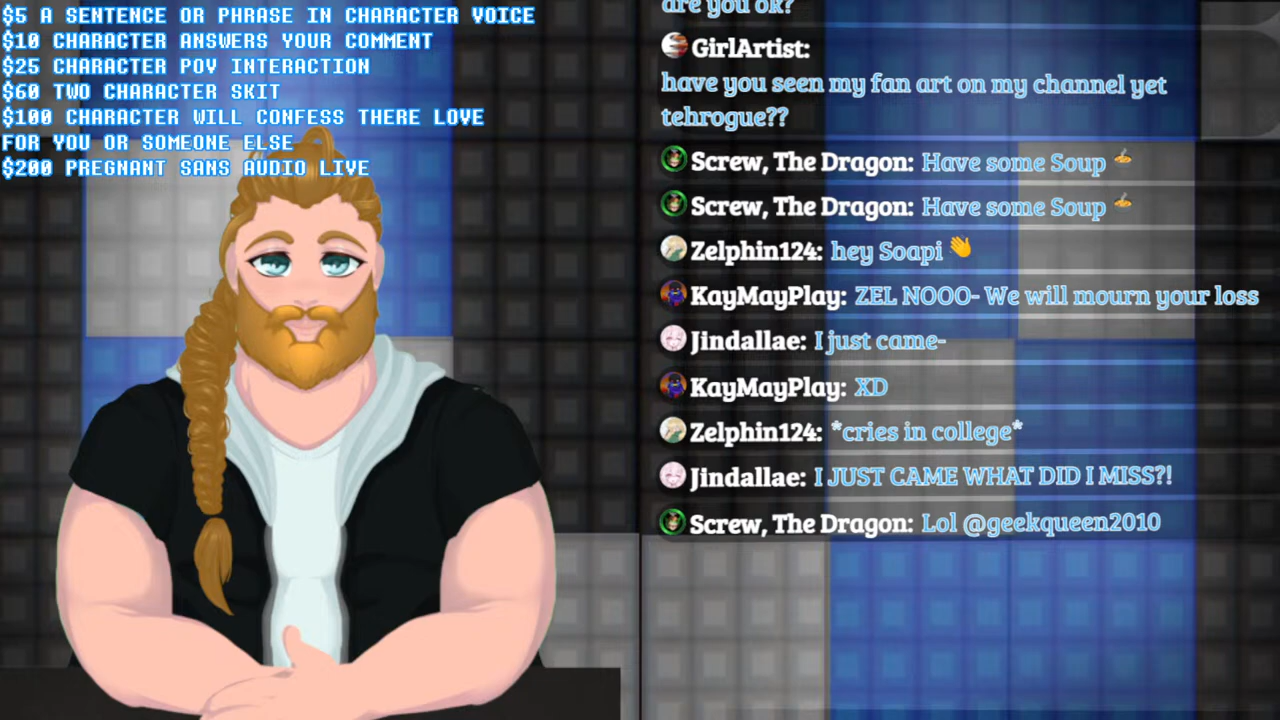 $5 A SENTENCE OR PHRASE IN CHARACTER VOICE
$10 CHARACTER ANSWERS YOUR COMMENT
$25 CHARACTER POV INTERACTION
$60 TWO CHARACTER SKIT
$100 CHARACTER WILL CONFESS THERE LOVE
FOR YOU OR SOMEONE ELSE
$200 PREGNANT SANS AUDIO LIVE
are you ok?
GirlArtist:
have you seen my fan art on my channel yet
tehrogue??
Screw, The Dragon: Have some Soup 🍲
Screw, The Dragon: Have some Soup 🍲
Zelphin124: hey Soapi 👋
KayMayPlay: ZEL NOOO- We will mourn your loss
Jindallae: I just came-
KayMayPlay: XD
Zelphin124: *cries in college*
Jindallae: I JUST CAME WHAT DID I MISS?!
Screw, The Dragon: Lol @geekqueen2010